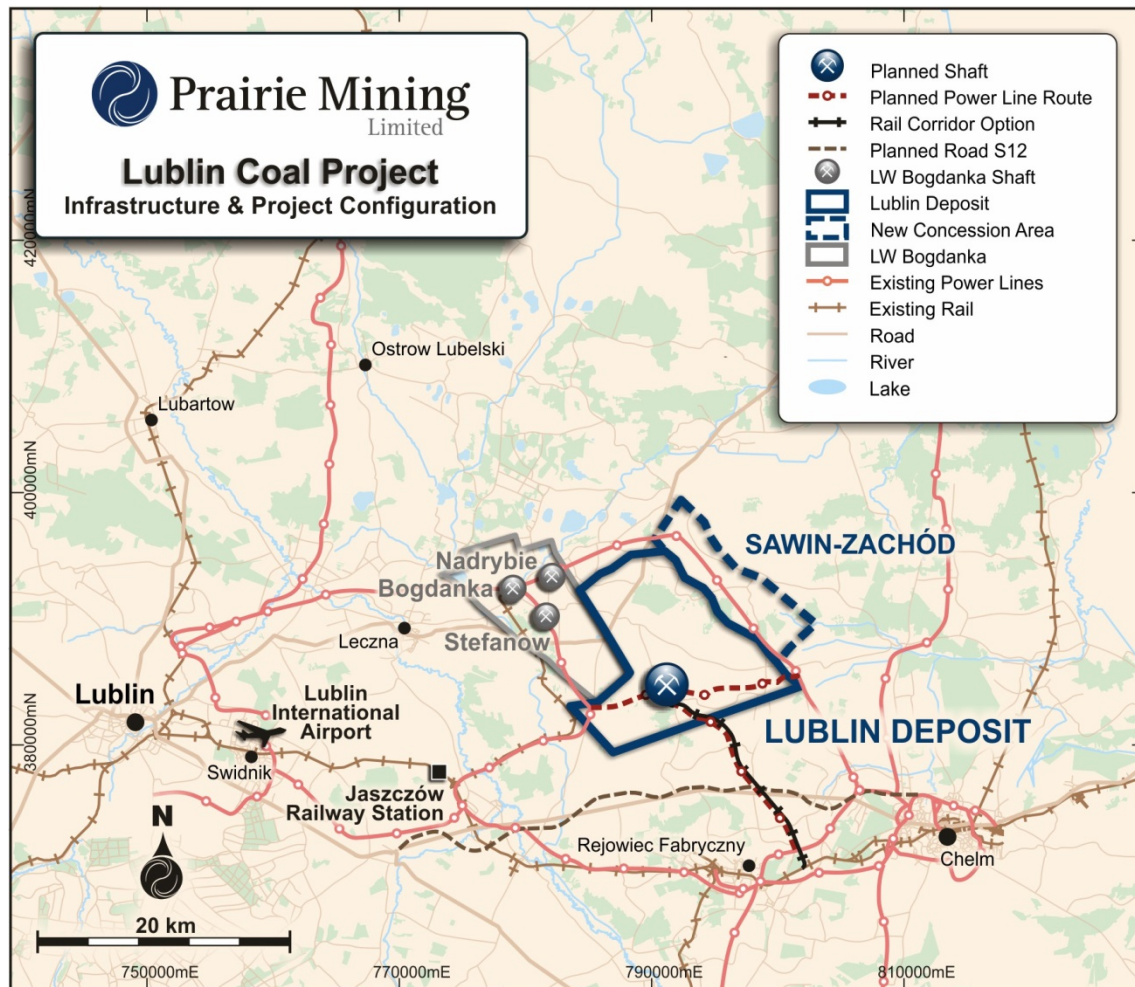 Prairie Mining
Limited
Lublin Coal Project
Infrastructure & Project Configuration
Planned Shaft
Planned Power Line Route
Rail Corridor Option
Planned Road S12
LW Bogdanka Shaft
Lublin Deposit
New Concession Area
LW Bogdanka
Existing Power Lines
Existing Rail
Road
River
Lake
420000mN
400000mN
380000mN
Ostrow Lubelski
Lubartow
SAWIN-ZACHÓD
Nadrybie
Bogdanka
Stefanow
Leczna
Lublin
Lublin
International
Airport
LUBLIN DEPOSIT
Swidnik
Jaszczów
Railway Station
Rejowiec Fabryczny
Chelm
N
20 km
750000mE
770000mE
790000mE
810000mE